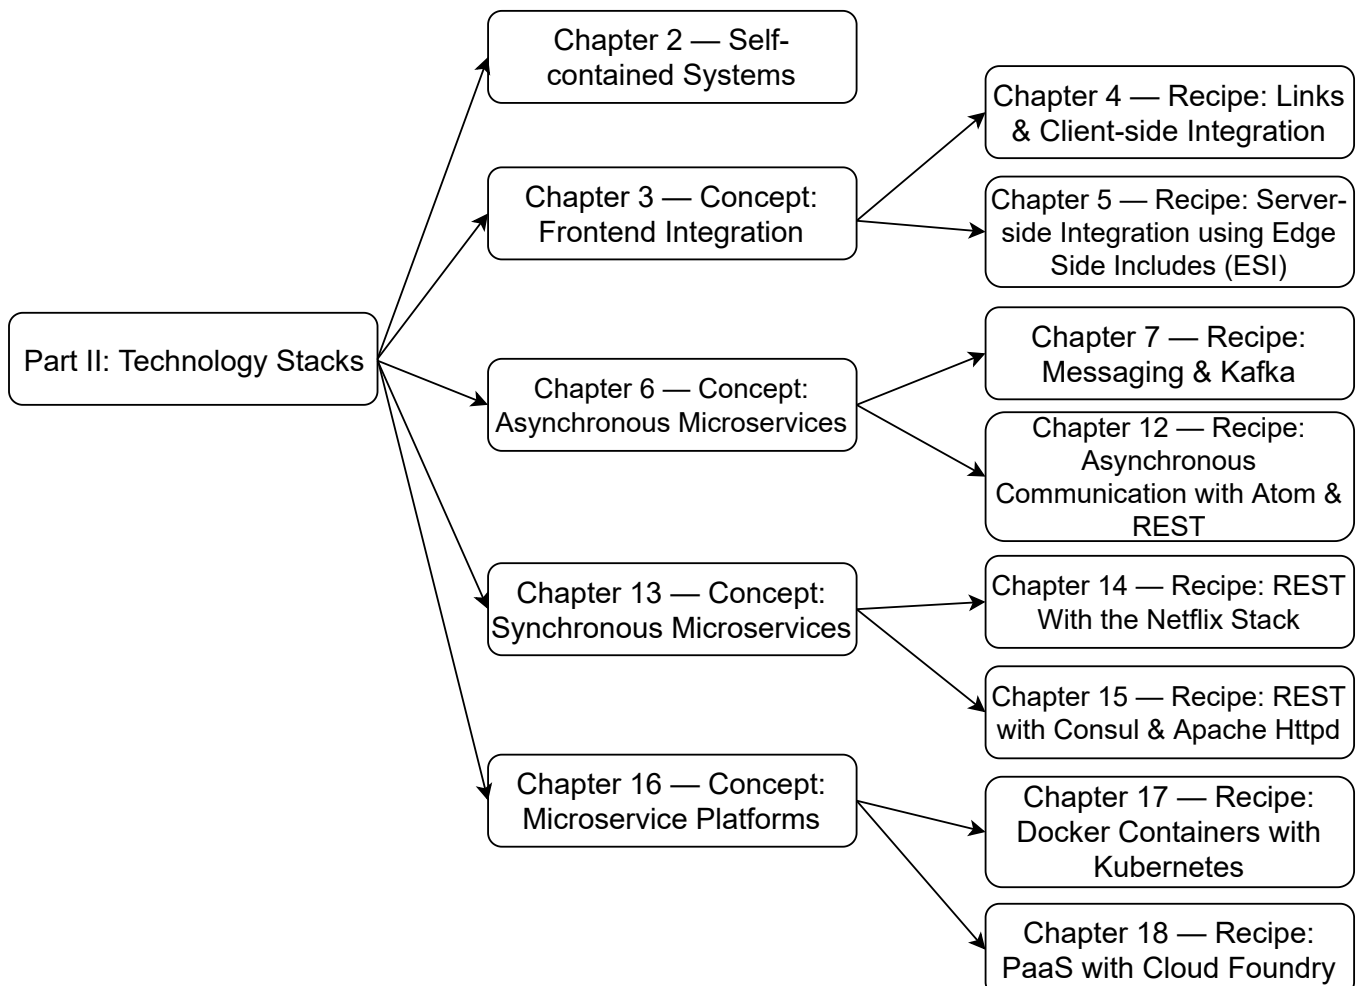 Chapter 2 — Self-
contained Systems
Chapter 4 — Recipe: Links
& Client-side Integration
Chapter 3 — Concept:
Frontend Integration
Chapter 5 — Recipe: Server-
side Integration using Edge
Side Includes (ESI)
Part II: Technology Stacks
Chapter 7 — Recipe:
Messaging & Kafka
Chapter 6 — Concept:
Asynchronous Microservices
Chapter 12 — Recipe:
Asynchronous
Communication with Atom &
REST
Chapter 13 — Concept:
Synchronous Microservices
Chapter 14 — Recipe: REST
With the Netflix Stack
Chapter 15 — Recipe: REST
with Consul & Apache Httpd
Chapter 16 — Concept:
Microservice Platforms
Chapter 17 — Recipe:
Docker Containers with
Kubernetes
Chapter 18 — Recipe:
PaaS with Cloud Foundry